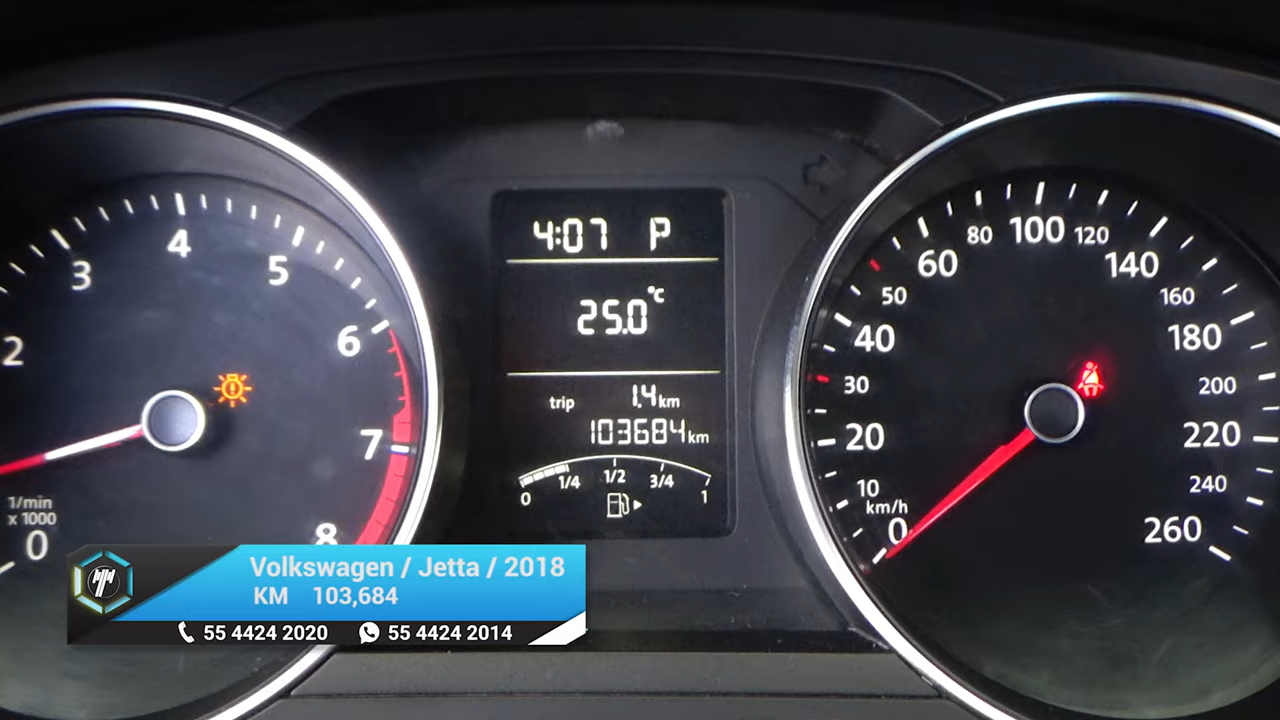 2
3
4
5
6
7
8
1/min
x 1000
0
4:07 P
25.0°C
trip 1.4 km
103684 km
0 1/4 1/2 3/4 1
0
10
km/h
20
30
40
50
60
80
100
120
140
160
180
200
220
240
260
Volkswagen / Jetta / 2018
KM 103,684
55 4424 2020 55 4424 2014